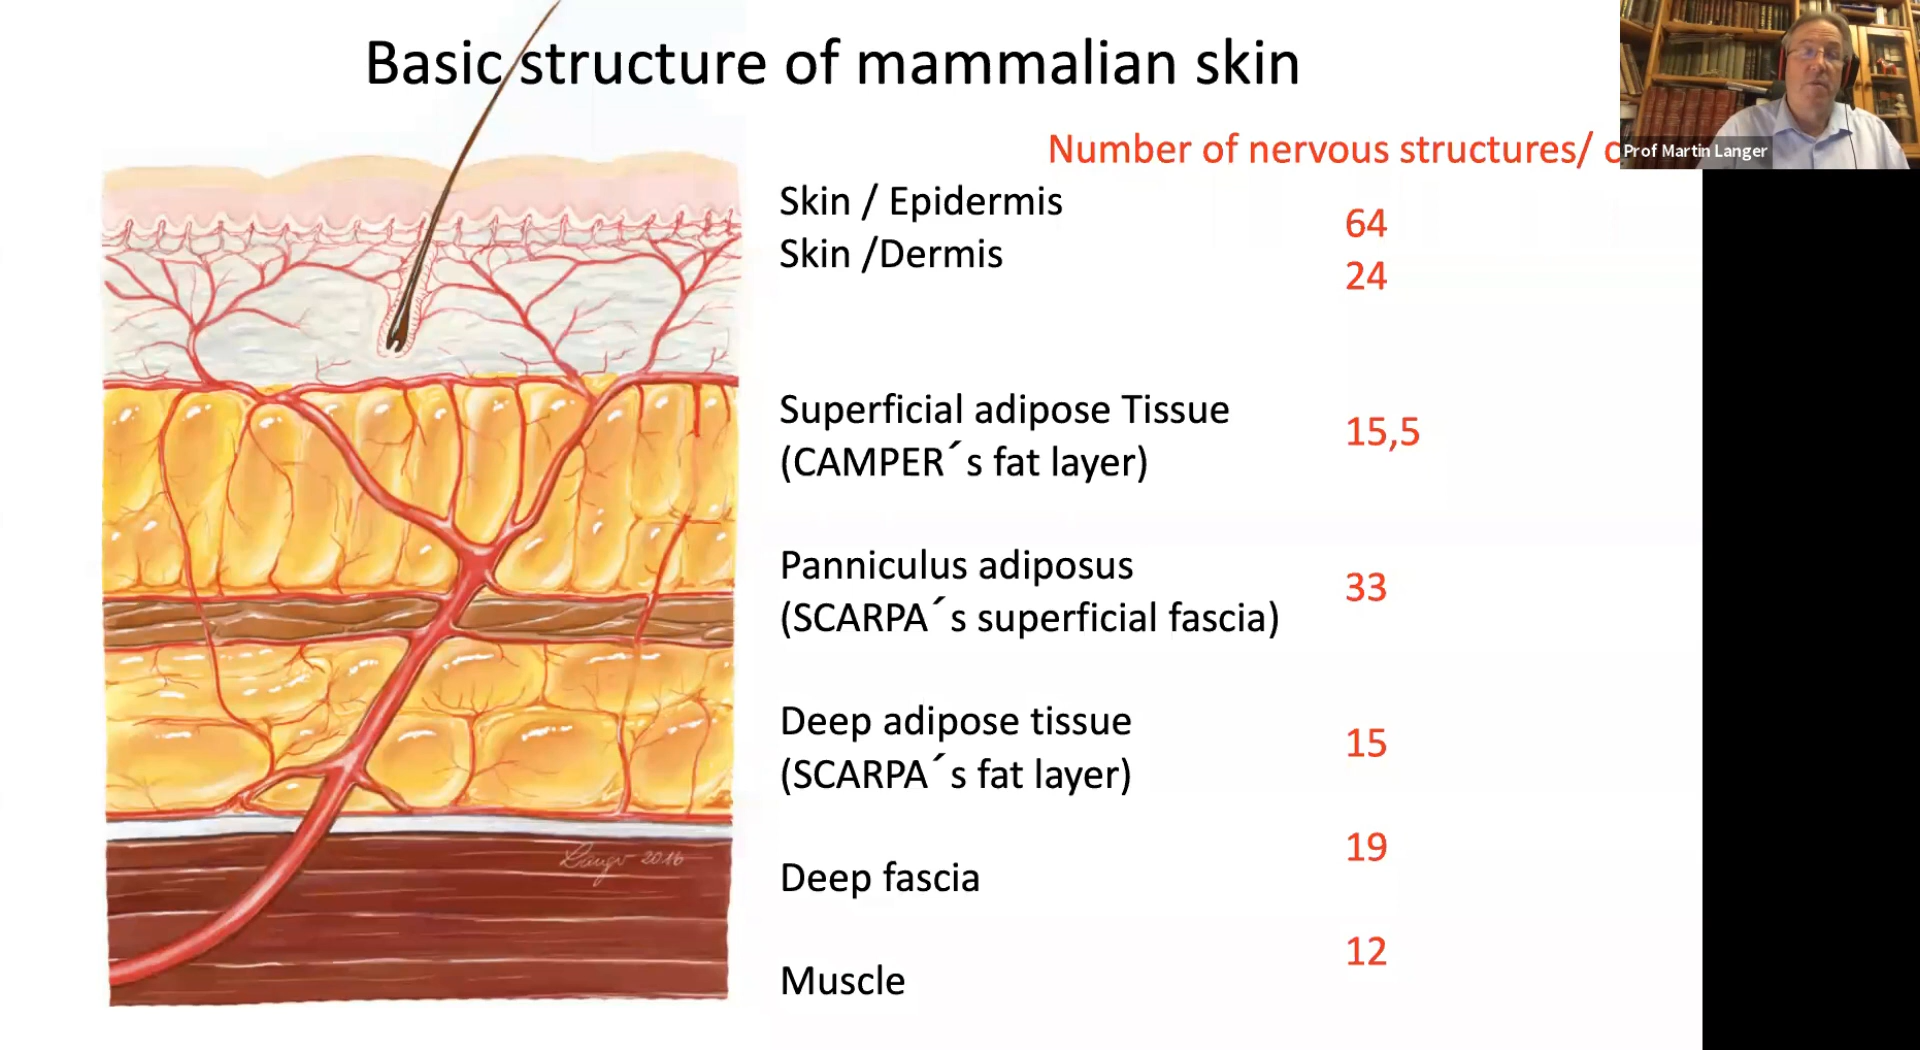 Basic structure of mammalian skin
Number of nervous structures/ c
Prof Martin Langer
Skin / Epidermis
64
Skin /Dermis
24
Superficial adipose Tissue
(CAMPER´s fat layer)
15,5
Panniculus adiposus
(SCARPA´s superficial fascia)
33
Deep adipose tissue
(SCARPA´s fat layer)
15
Deep fascia
19
Muscle
12
Langer 2016